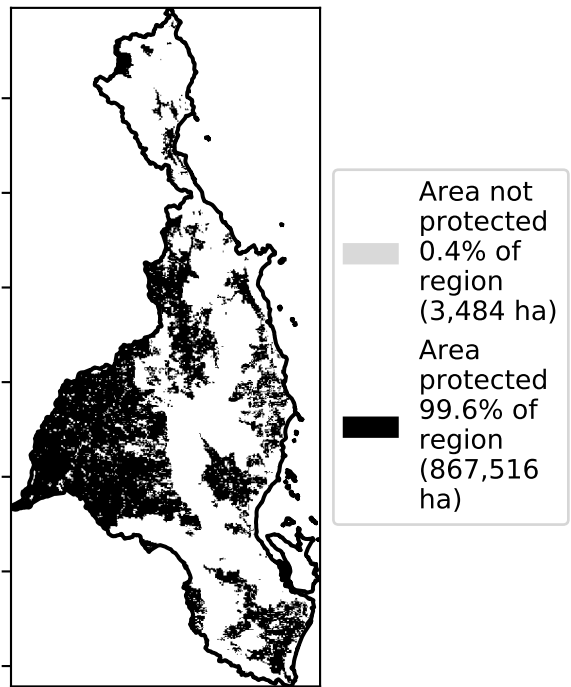 Area not
protected
0.4% of
region
(3,484 ha)
Area
protected
99.6% of
region
(867,516
ha)